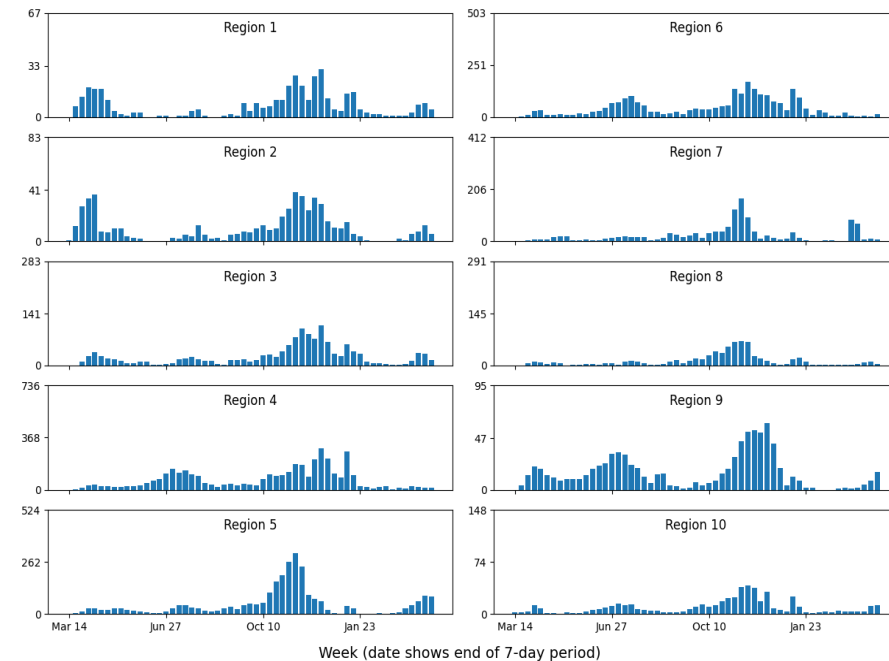 67
33
0
Region 1
503
251
0
Region 6
83
41
0
Region 2
412
206
0
Region 7
283
141
0
Region 3
291
145
0
Region 8
736
368
0
Region 4
95
47
0
Region 9
524
262
0
Region 5
148
74
0
Region 10
Mar 14 Jun 27 Oct 10 Jan 23
Mar 14 Jun 27 Oct 10 Jan 23
Week (date shows end of 7-day period)